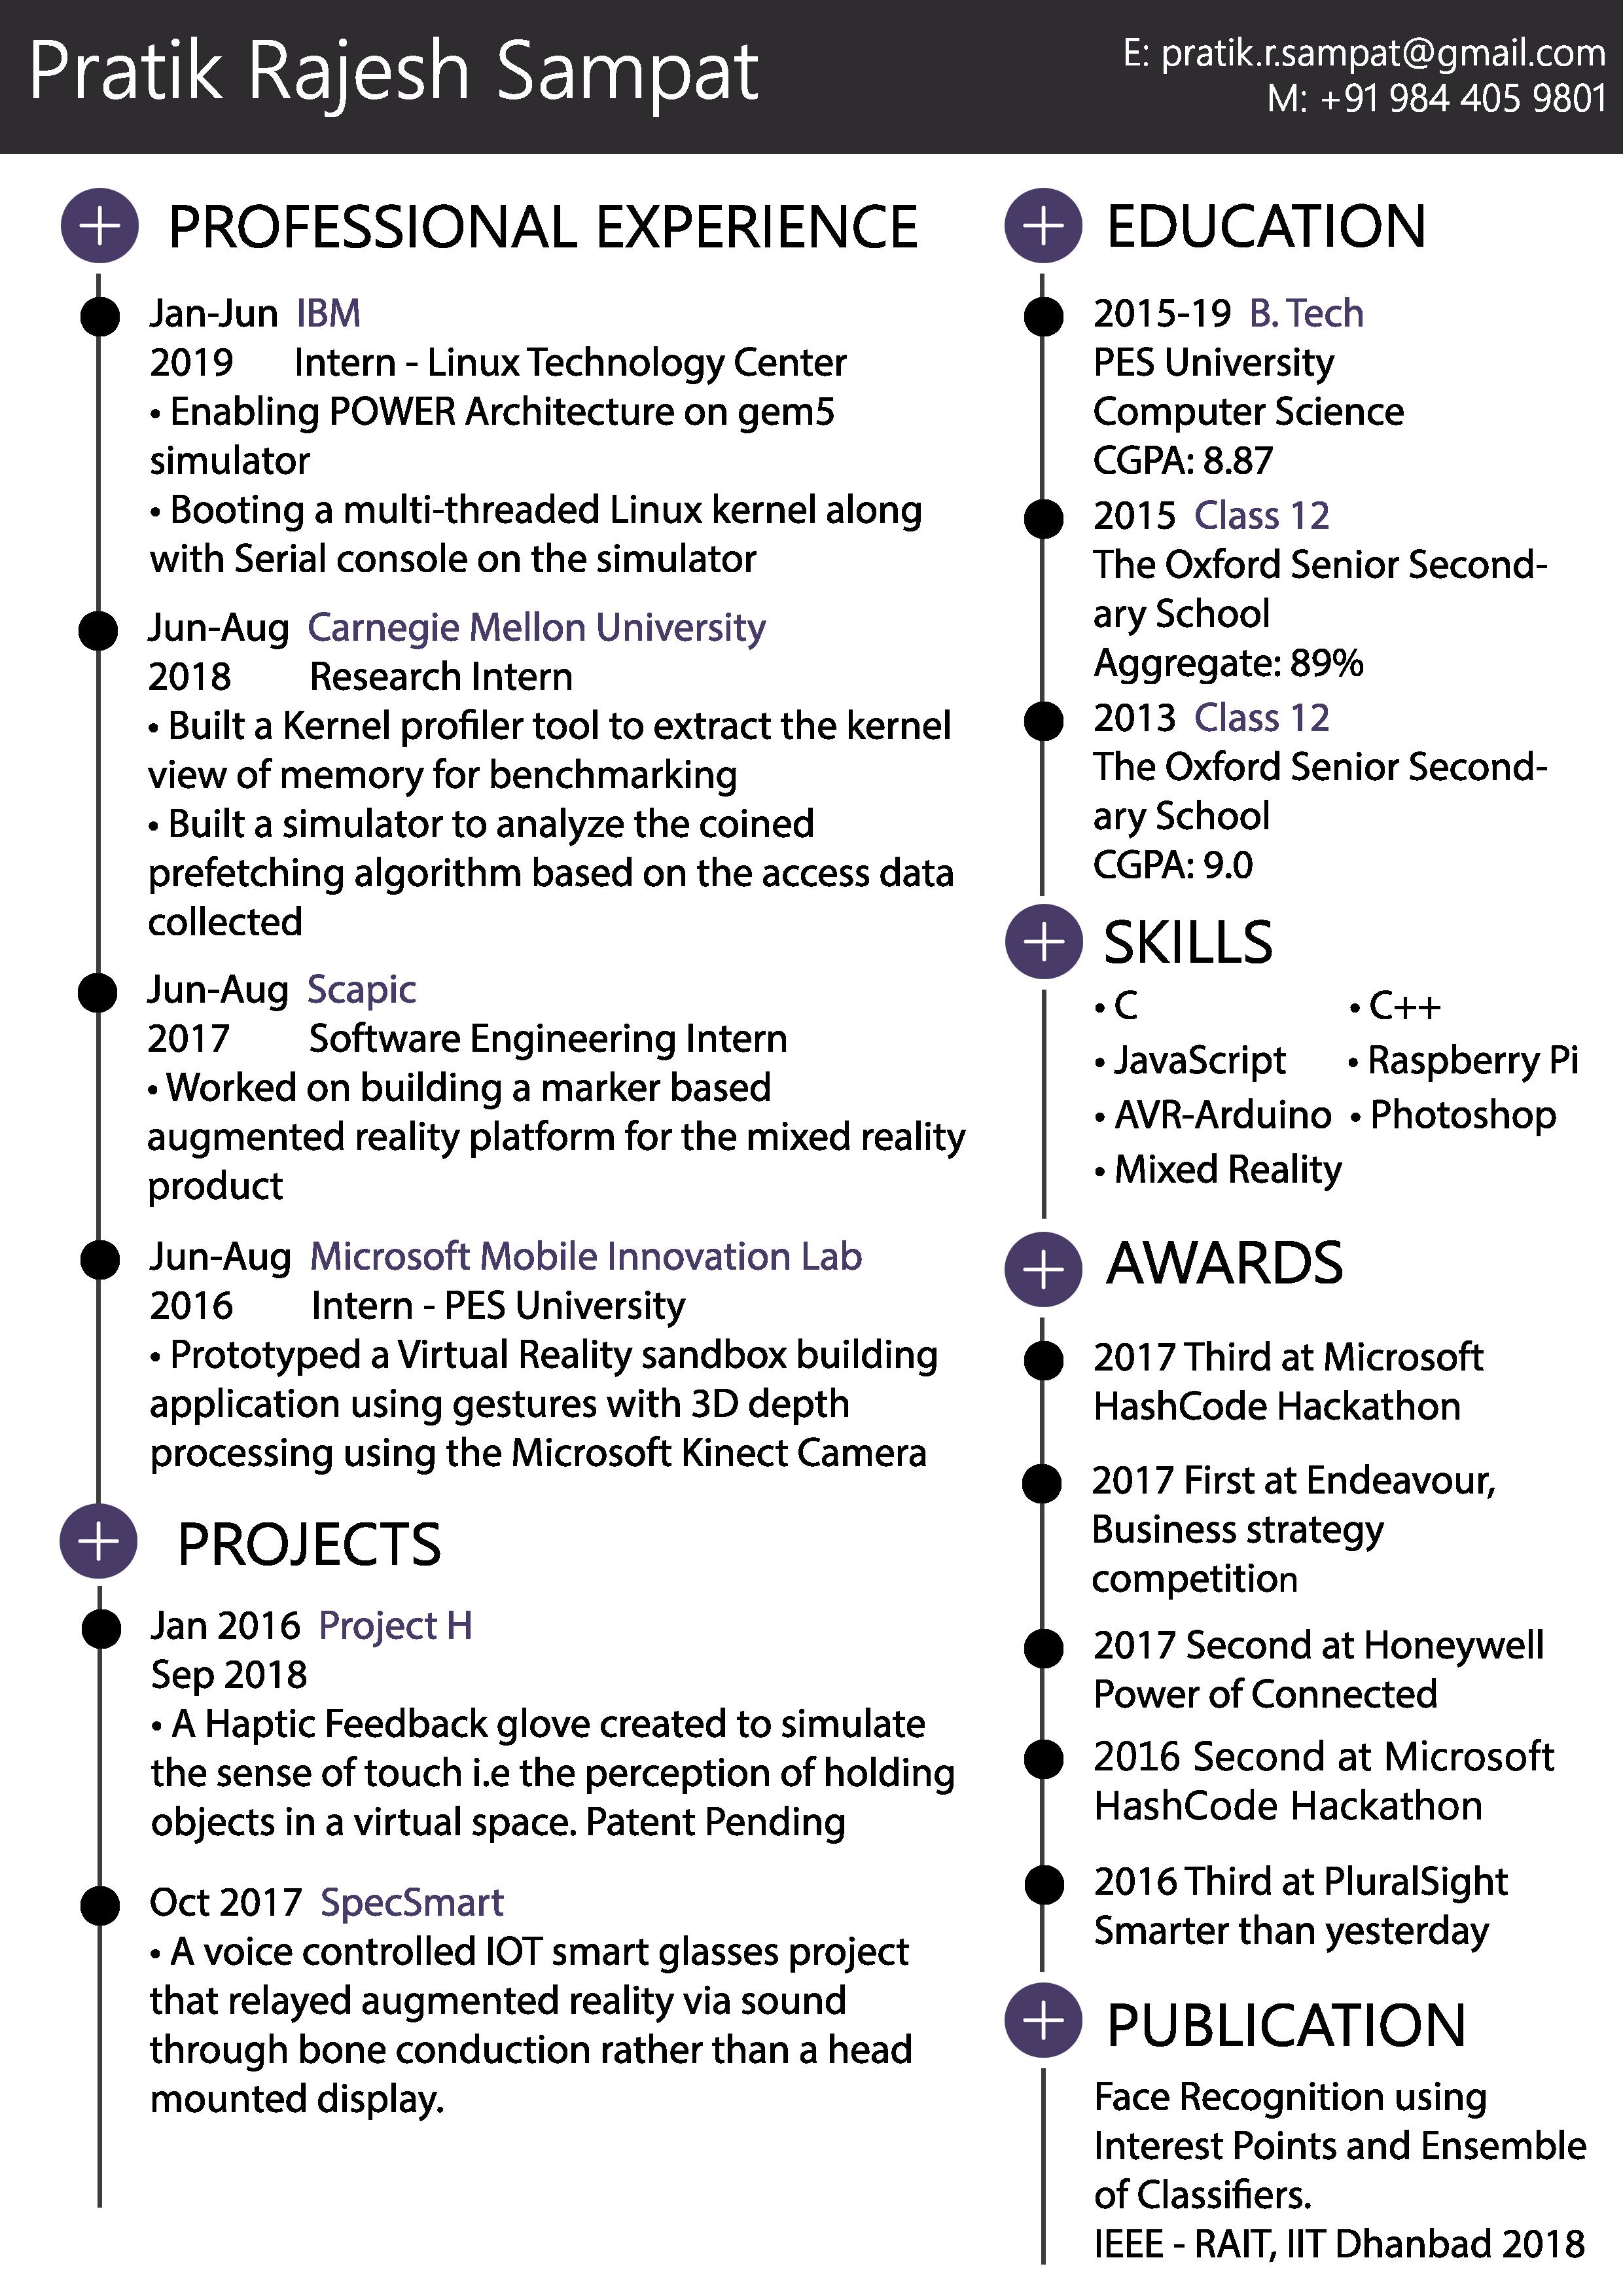 Pratik Rajesh Sampat
E: pratik.r.sampat@gmail.com
M: +91 984 405 9801
PROFESSIONAL EXPERIENCE
Jan-Jun IBM
2019 Intern - Linux Technology Center
• Enabling POWER Architecture on gem5
simulator
• Booting a multi-threaded Linux kernel along
with Serial console on the simulator
Jun-Aug Carnegie Mellon University
2018 Research Intern
• Built a Kernel profiler tool to extract the kernel
view of memory for benchmarking
• Built a simulator to analyze the coined
prefetching algorithm based on the access data
collected
Jun-Aug Scapic
2017 Software Engineering Intern
• Worked on building a marker based
augmented reality platform for the mixed reality
product
Jun-Aug Microsoft Mobile Innovation Lab
2016 Intern - PES University
• Prototyped a Virtual Reality sandbox building
application using gestures with 3D depth
processing using the Microsoft Kinect Camera
PROJECTS
Jan 2016 Project H
Sep 2018
• A Haptic Feedback glove created to simulate
the sense of touch i.e the perception of holding
objects in a virtual space. Patent Pending
Oct 2017 SpecSmart
• A voice controlled IOT smart glasses project
that relayed augmented reality via sound
through bone conduction rather than a head
mounted display.
EDUCATION
2015-19 B. Tech
PES University
Computer Science
CGPA: 8.87
2015 Class 12
The Oxford Senior Second-
ary School
Aggregate: 89%
2013 Class 12
The Oxford Senior Second-
ary School
CGPA: 9.0
SKILLS
• C • C++
• JavaScript • Raspberry Pi
• AVR-Arduino • Photoshop
• Mixed Reality
AWARDS
2017 Third at Microsoft
HashCode Hackathon
2017 First at Endeavour,
Business strategy
competition
2017 Second at Honeywell
Power of Connected
2016 Second at Microsoft
HashCode Hackathon
2016 Third at PluralSight
Smarter than yesterday
PUBLICATION
Face Recognition using
Interest Points and Ensemble
of Classifiers.
IEEE - RAIT, IIT Dhanbad 2018